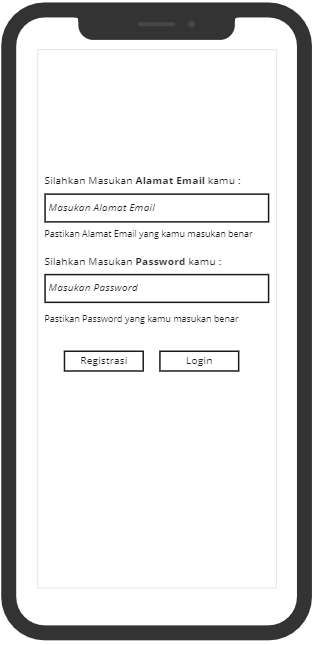 Silahkan Masukan Alamat Email kamu :
Masukan Alamat Email
Pastikan Alamat Email yang kamu masukan benar
Silahkan Masukan Password kamu :
Masukan Password
Pastikan Password yang kamu masukan benar
Registrasi Login